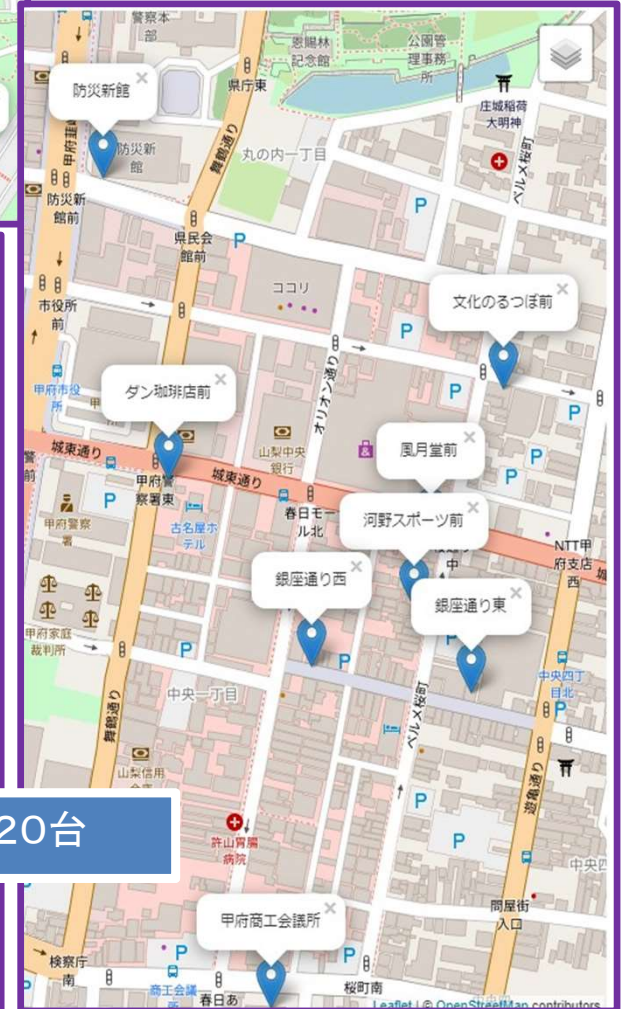 警察本
部
恩賜林
記念館
公園管
理事務
所
県庁東
庄城稲荷
大明神
防災新館
×
防災新
館
丸の内一丁目
舞鶴通り
ベルメ桜町
防災新
館前
P
県民会
館前
P
ココリ
文化のるつぼ前
×
市役所
前
P
オリオン通り
ダン珈琲店前
×
甲府市役
所
P
P
風月堂前
×
城東通り
山梨中央
銀行
P
城東通り
甲府警
察署東
P
P
春日モー
ル北
河野スポーツ前
×
甲府警察
署
古名屋ホ
テル
中
NTT甲
府支店
西
銀座通り西
×
銀座通り東
×
甲府家庭
裁判所
P
P
P
中央一丁目
中央四丁
目北
P
舞鶴通り
ベルメ桜町
山梨信用
遊亀通り
20台
P
許山胃腸
病院
P
中央四
甲府商工会議所
×
問屋街
入口
検察庁
南
P
P
商工会議
所
春日あ
桜町南
Leaflet | © OpenStreetMap contributors